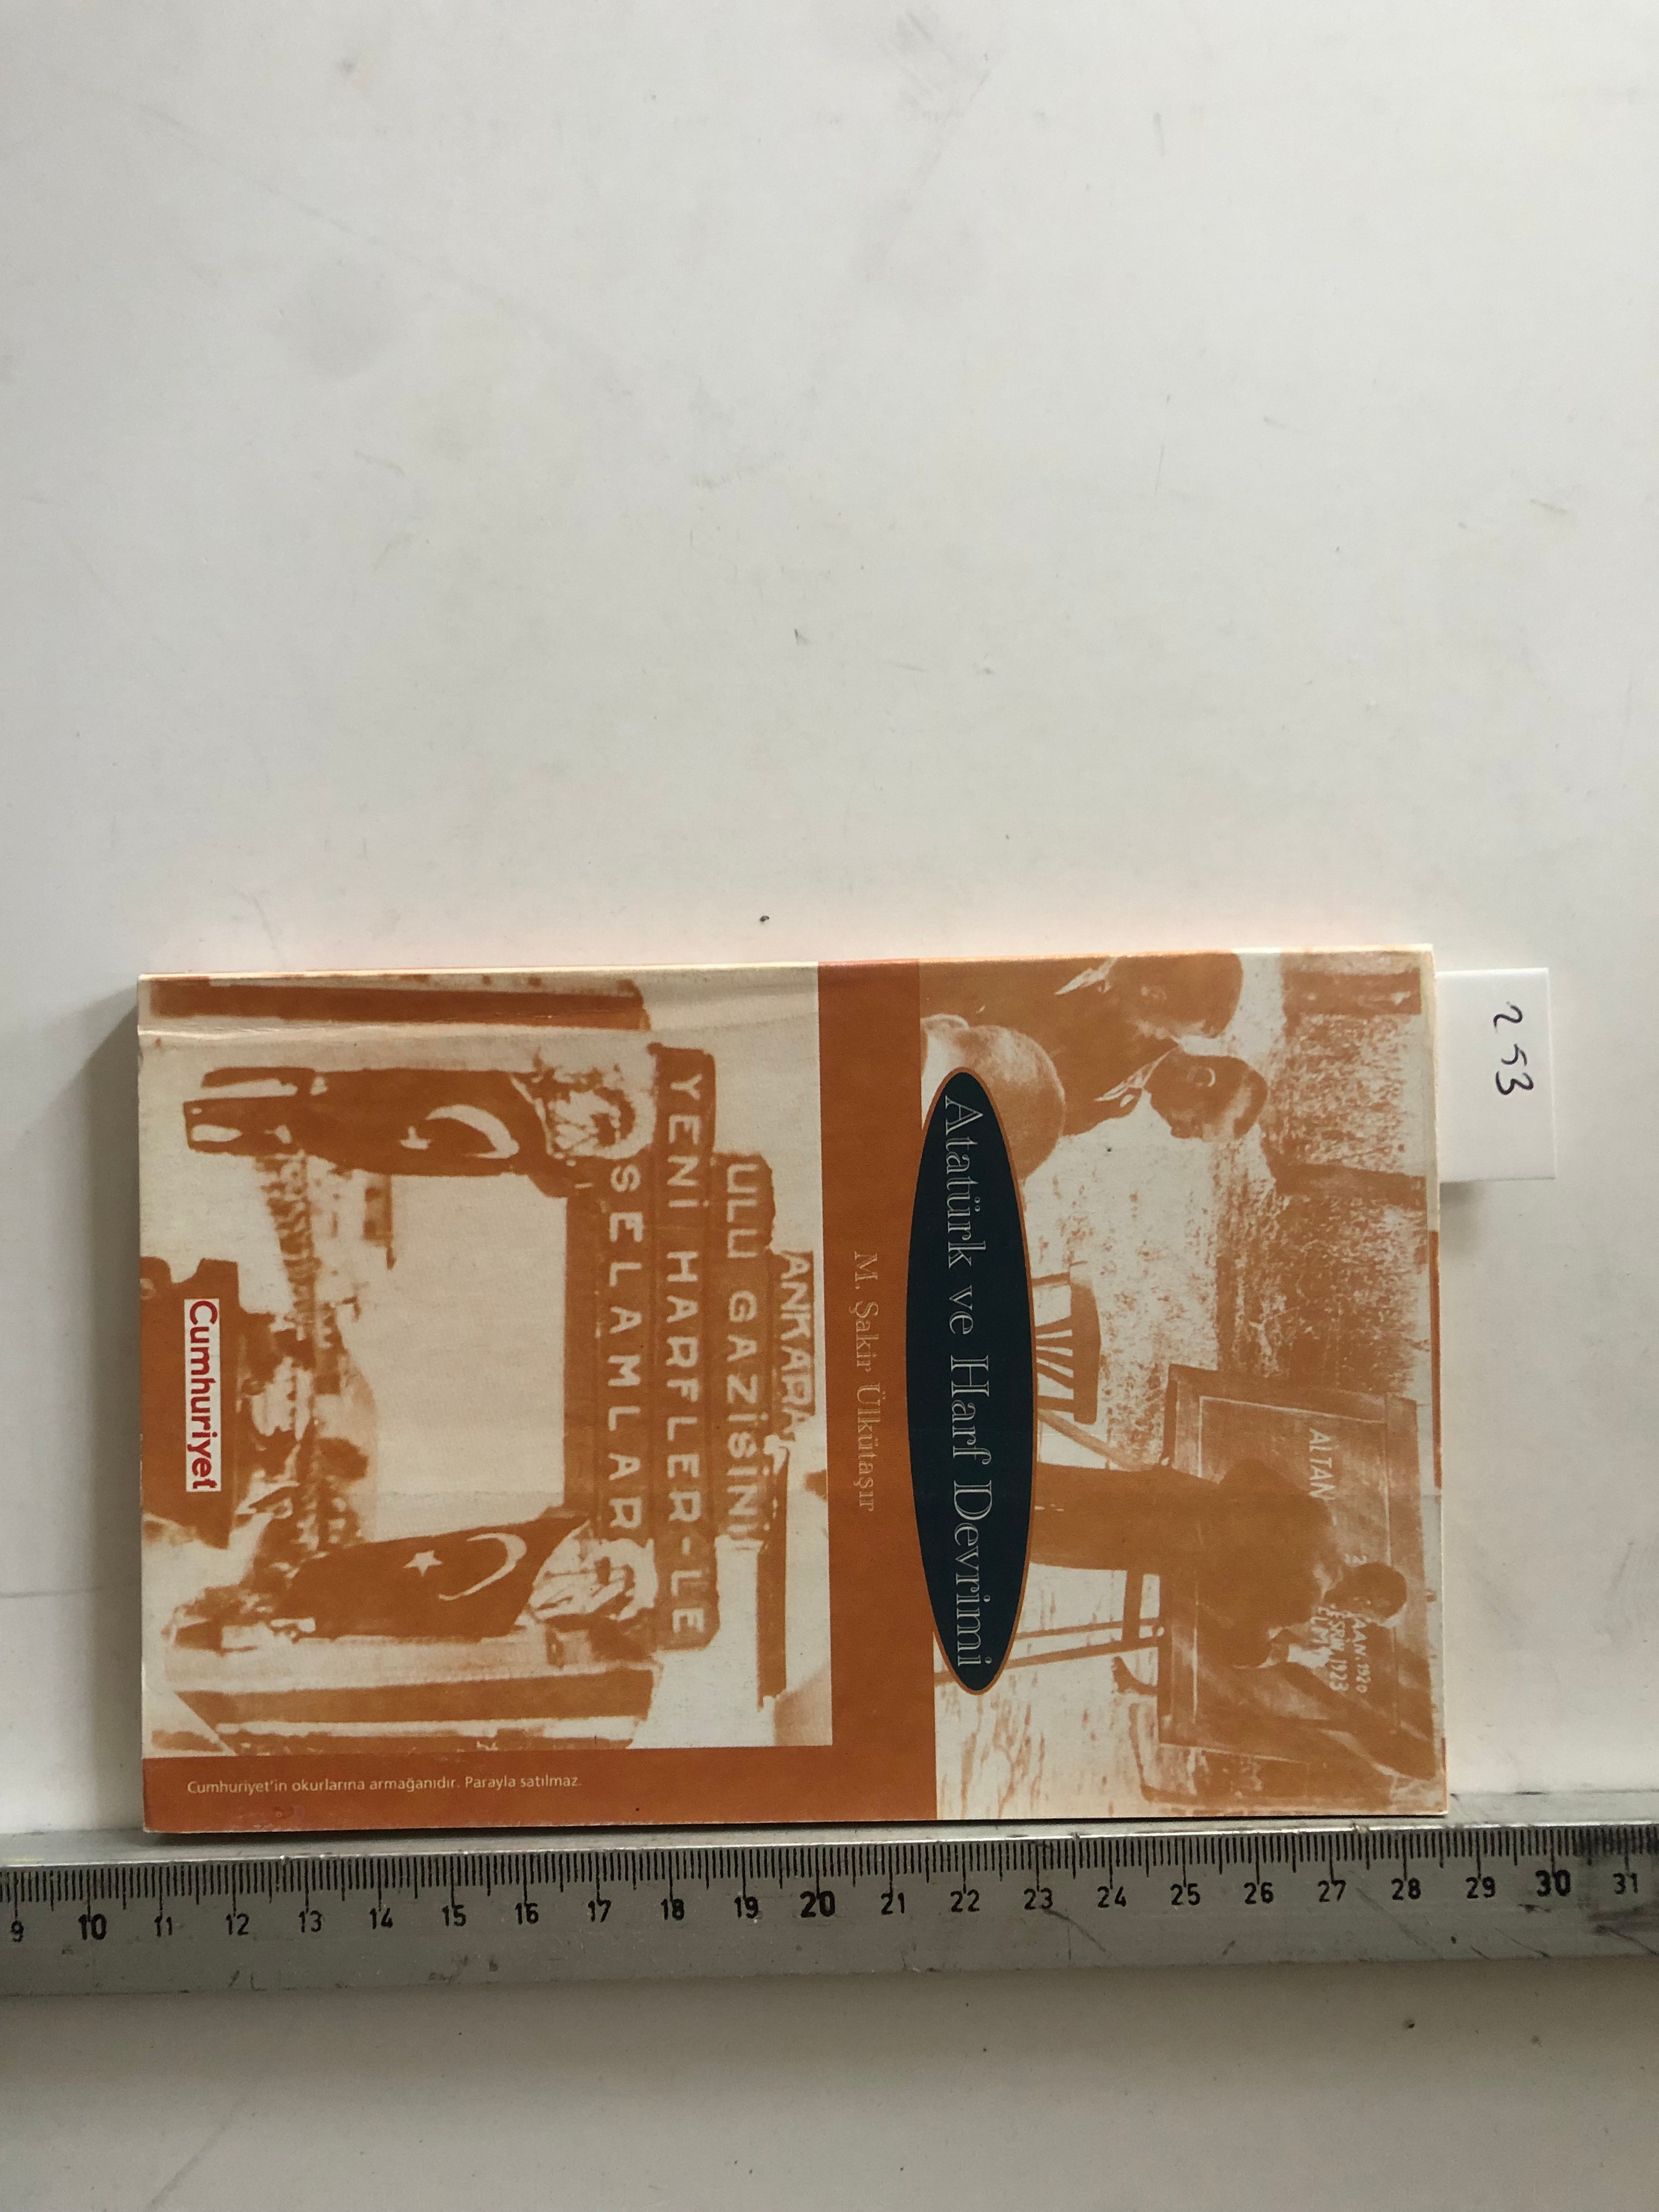 253
ALTAN
Atatürk ve Harf Devrimi
M. Şakir Ülkütaşır
ANKARA
ULU GAZİSİNİ
YENİ HARFLER-LE
SELAMLAR
Cumhuriyet
Cumhuriyet'in okurlarına armağanıdır. Parayla satılmaz.
9 10 11 12 13 14 15 16 17 18 19 20 21 22 23 24 25 26 27 28 29 30 31